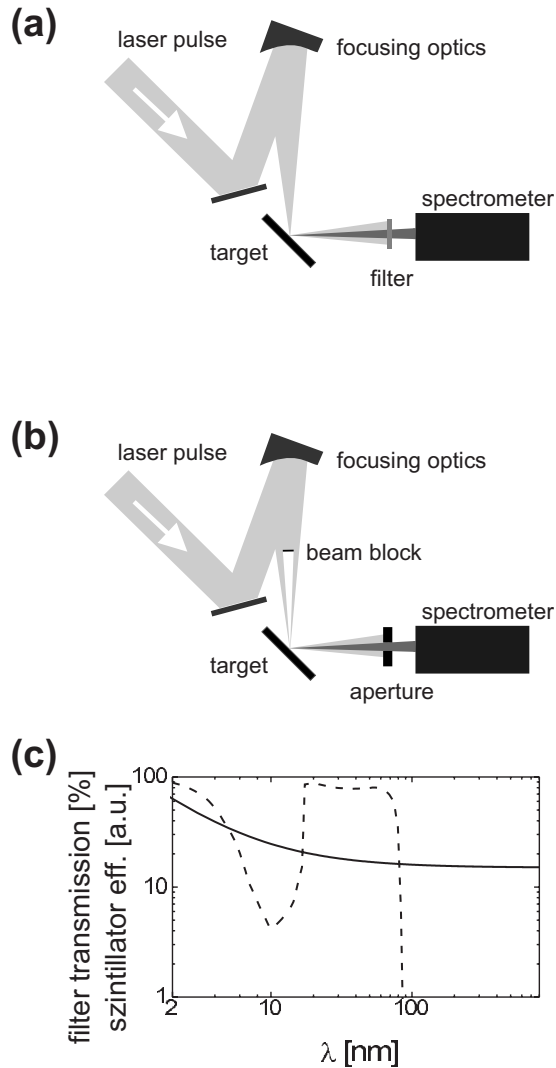 (a)
laser pulse
focusing optics
spectrometer
target
filter
(b)
laser pulse
focusing optics
beam block
spectrometer
target
aperture
(c)
filter transmission [%]
szintillator eff. [a.u.]
100
10
1
2 10 100
λ [nm]